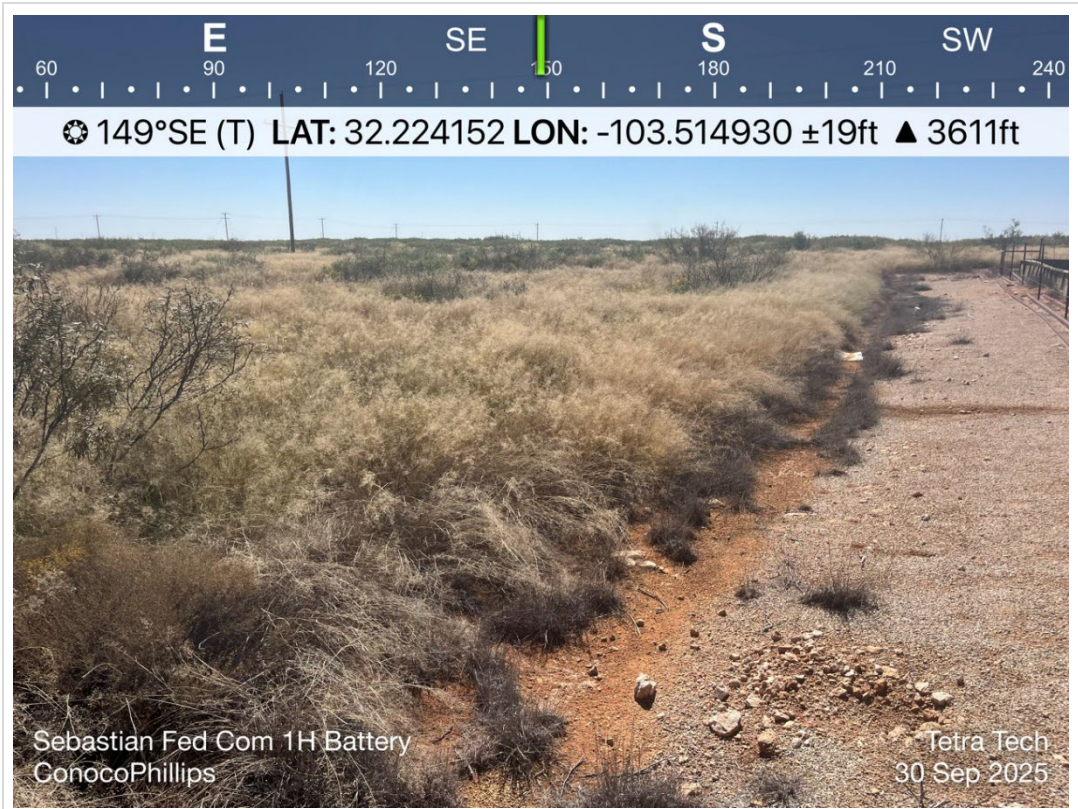 E SE S SW
60 90 120 150 180 210 240
149°SE (T) LAT: 32.224152 LON: -103.514930 ±19ft ▲ 3611ft
Sebastian Fed Com 1H Battery
ConocoPhillips
Tetra Tech
30 Sep 2025